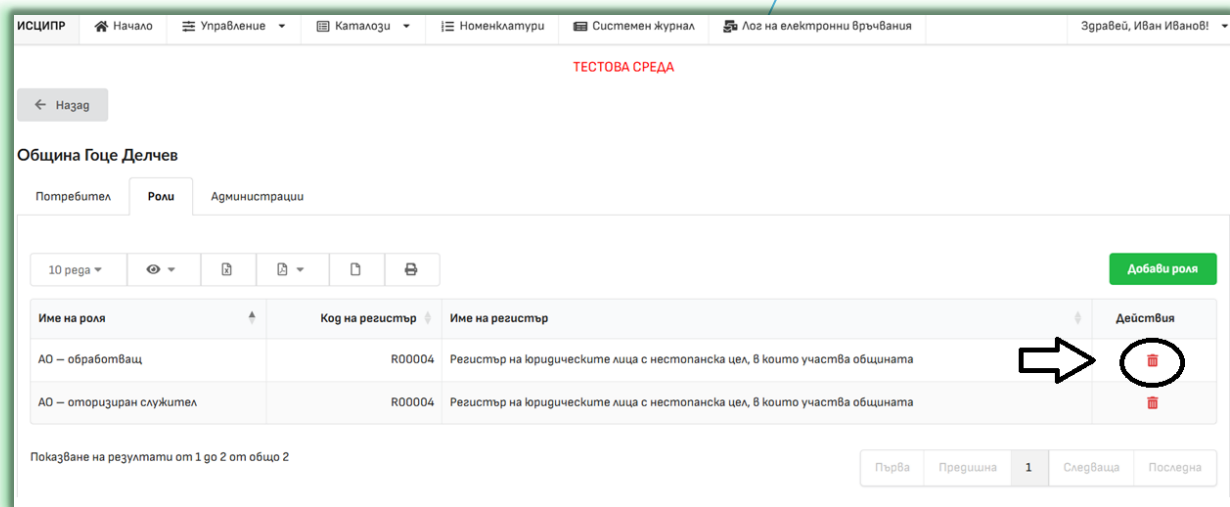 ИСЦИПР Начало Управление Каталози Номенклатури Системен журнал Лог на електронни връчвания Здравей, Иван Иванов!
ТЕСТОВА СРЕДА
Назад
Община Гоце Делчев
Потребител Роли Администрации
10 реда Добави роля
Име на роля Код на регистър Име на регистър Действия
АО – обработващ R00004 Регистър на юридическите лица с нестопанска цел, в които участва общината
АО – оторизиран служител R00004 Регистър на юридическите лица с нестопанска цел, в които участва общината
Показване на резултати от 1 до 2 от общо 2
Първа Предишна 1 Следваща Последна